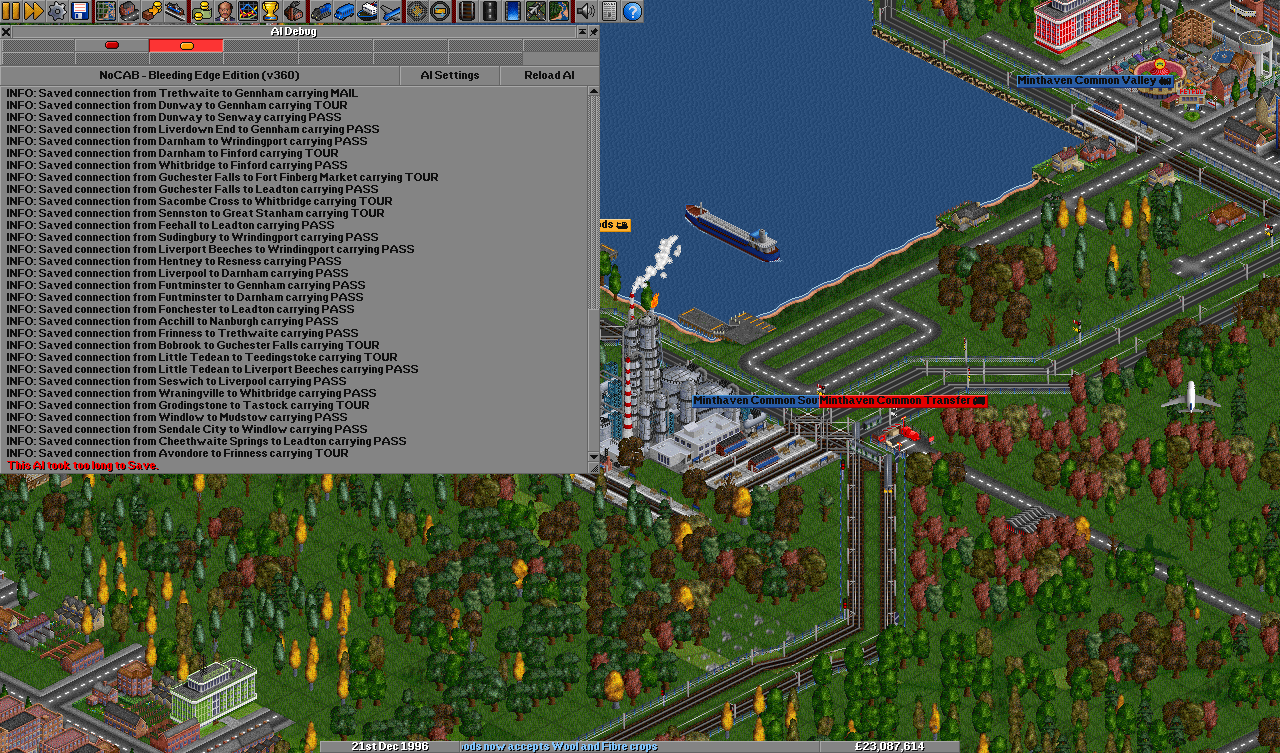 AI Debug
NoCAB - Bleeding Edge Edition (v360)
AI Settings
Reload AI
INFO: Saved connection from Trethwaite to Gennham carrying MAIL
INFO: Saved connection from Dunway to Gennham carrying TOUR
INFO: Saved connection from Dunway to Senway carrying PASS
INFO: Saved connection from Liverdown End to Gennham carrying PASS
INFO: Saved connection from Darnham to Wrindingport carrying PASS
INFO: Saved connection from Darnham to Finford carrying TOUR
INFO: Saved connection from Whitbridge to Finford carrying PASS
INFO: Saved connection from Guchester Falls to Fort Finberg Market carrying TOUR
INFO: Saved connection from Guchester Falls to Leadton carrying PASS
INFO: Saved connection from Sacombe Cross to Whitbridge carrying TOUR
INFO: Saved connection from Sennston to Great Stanham carrying TOUR
INFO: Saved connection from Feehall to Leadton carrying PASS
INFO: Saved connection from Sudingbury to Wrindingport carrying PASS
INFO: Saved connection from Liverport Beeches to Wrindingport carrying PASS
INFO: Saved connection from Hentney to Resness carrying PASS
INFO: Saved connection from Liverpool to Darnham carrying PASS
INFO: Saved connection from Funtminster to Gennham carrying PASS
INFO: Saved connection from Funtminster to Darnham carrying PASS
INFO: Saved connection from Fonchester to Leadton carrying PASS
INFO: Saved connection from Acchill to Nanburgh carrying PASS
INFO: Saved connection from Frinness to Trethwaite carrying PASS
INFO: Saved connection from Bobrook to Guchester Falls carrying TOUR
INFO: Saved connection from Little Tedean to Teedingstoke carrying TOUR
INFO: Saved connection from Little Tedean to Liverport Beeches carrying PASS
INFO: Saved connection from Seswich to Liverpool carrying PASS
INFO: Saved connection from Wraningville to Whitbridge carrying PASS
INFO: Saved connection from Grodingstone to Tastock carrying TOUR
INFO: Saved connection from Windlow to Mudstow carrying PASS
INFO: Saved connection from Sendale City to Windlow carrying PASS
INFO: Saved connection from Cheethwaite Springs to Leadton carrying PASS
INFO: Saved connection from Avondore to Frinness carrying TOUR
This AI took too long to Save.
Minthaven Common Valley
ods
Minthaven Common Sou
Minthaven Common Transfer
21st Dec 1996
ods now accepts Wool and Fibre crops
£23,087,614